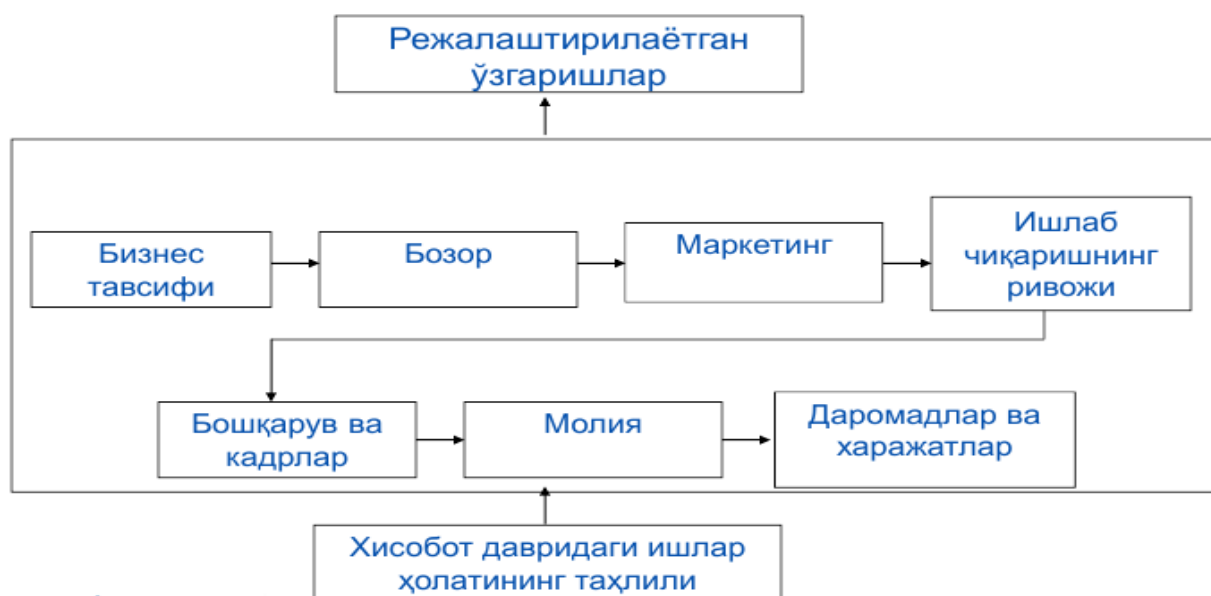 Режалаштирилаётган
ўзгаришлар
Бизнес
тавсифи
Бозор
Маркетинг
Ишлаб
чиқаришнинг
ривожи
Бошқарув ва
кадрлар
Молия
Даромадлар ва
харажатлар
Хисобот давридаги ишлар
ҳолатининг таҳлили